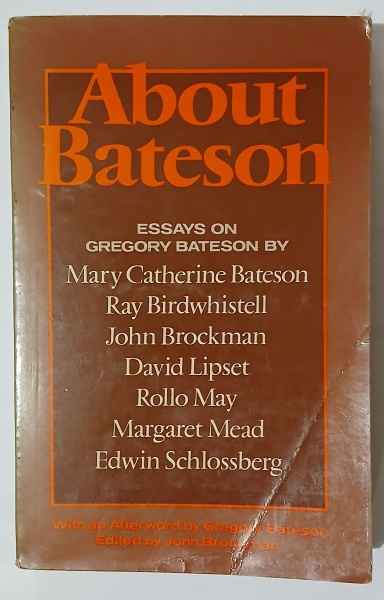 About
Bateson
ESSAYS ON
GREGORY BATESON BY
Mary Catherine Bateson
Ray Birdwhistell
John Brockman
David Lipset
Rollo May
Margaret Mead
Edwin Schlossberg
With an Afterword by Gregory Bateson
Edited by John Brockman